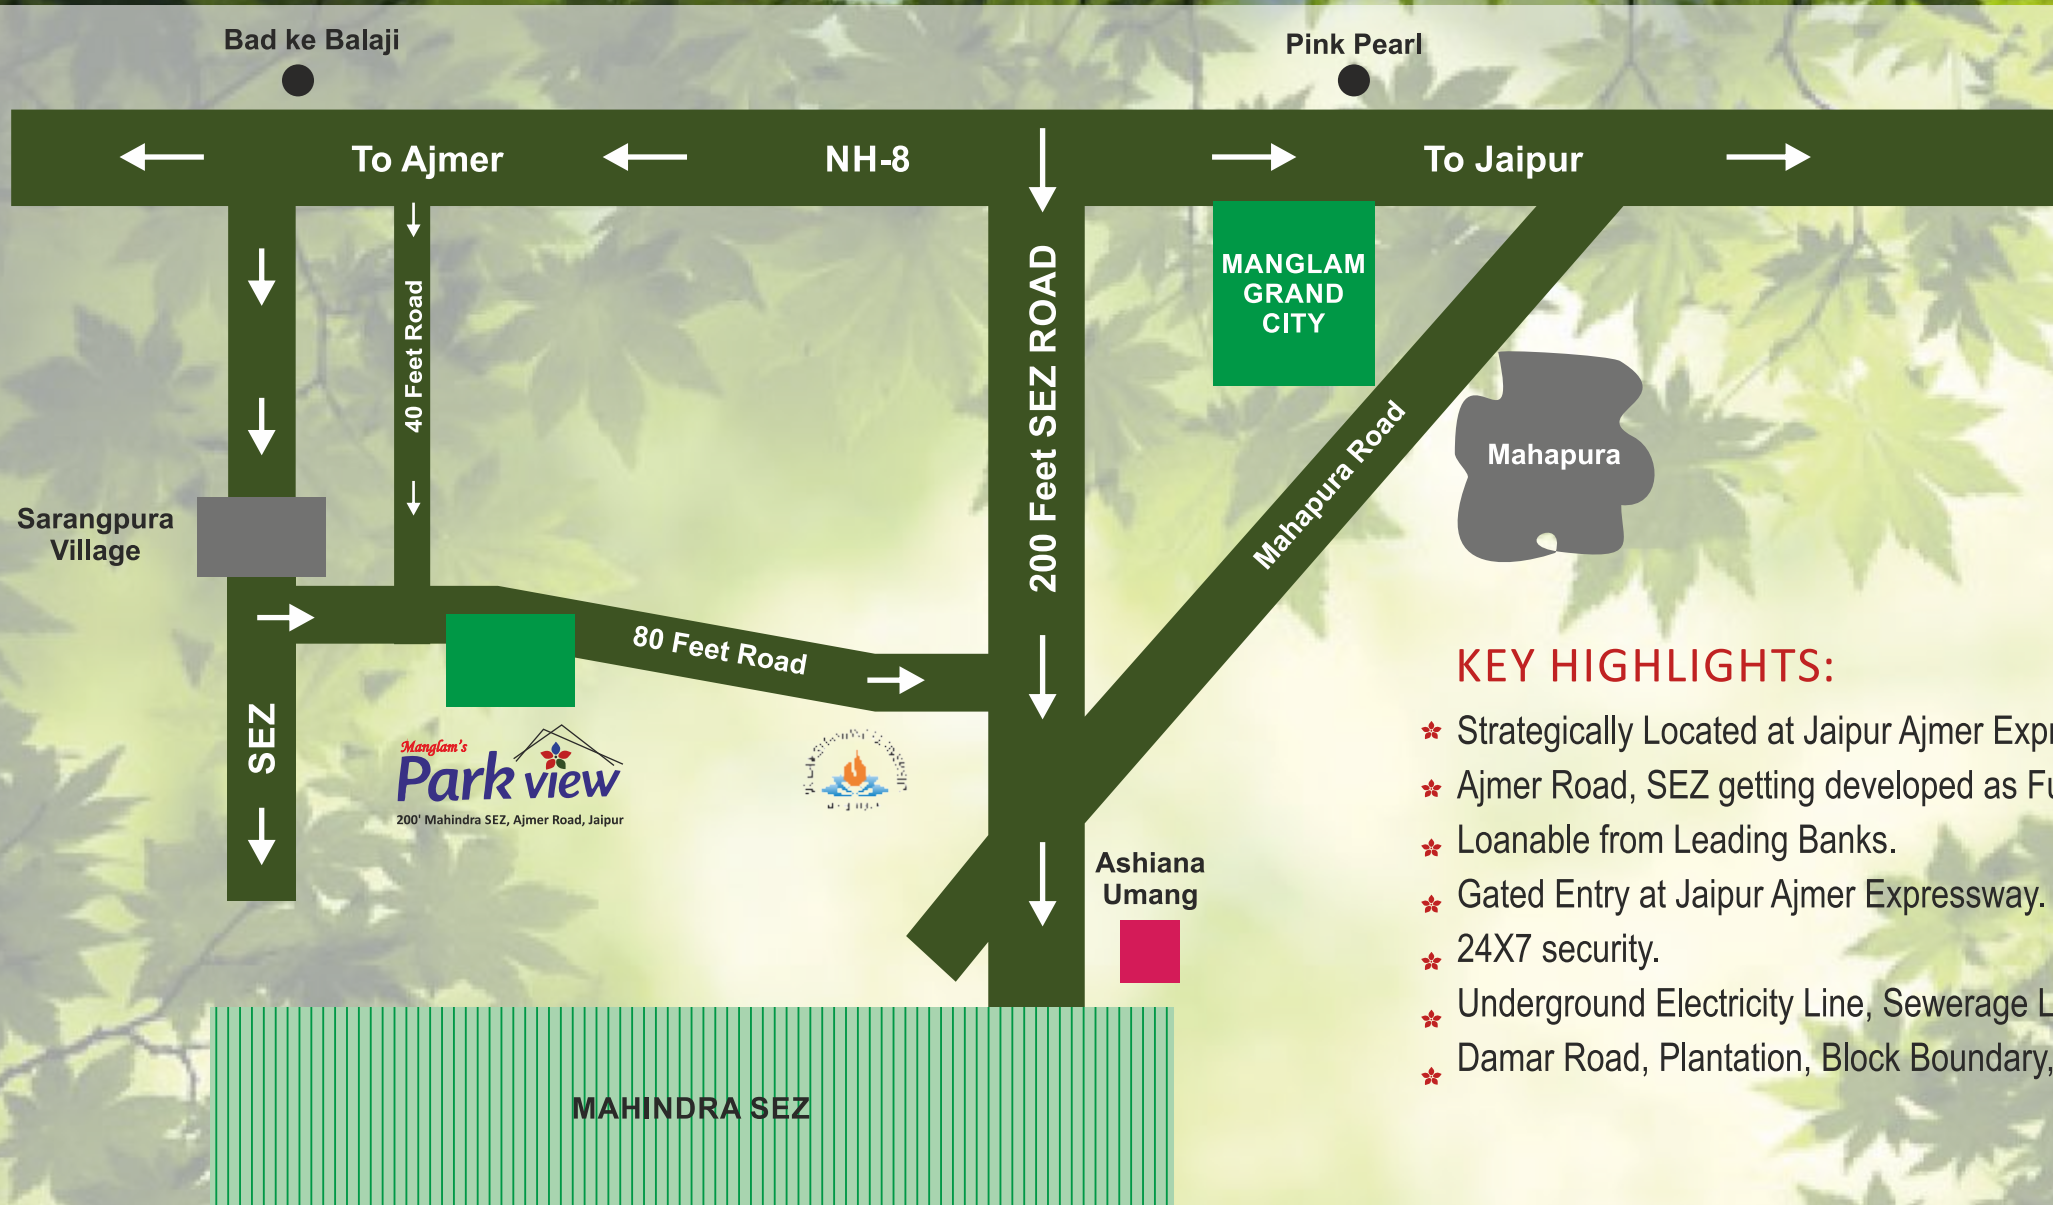 Bad ke Balaji
Pink Pearl
To Ajmer
NH-8
To Jaipur
MANGLAM
GRAND
CITY
40 Feet Road
200 Feet SEZ ROAD
Mahapura Road
Mahapura
Sarangpura
Village
80 Feet Road
SEZ
Manglam's
Park view
200' Mahindra SEZ, Ajmer Road, Jaipur
Ashiana
Umang
MAHINDRA SEZ
KEY HIGHLIGHTS:
Strategically Located at Jaipur Ajmer Expr
Ajmer Road, SEZ getting developed as Fu
Loanable from Leading Banks.
Gated Entry at Jaipur Ajmer Expressway.
24X7 security.
Underground Electricity Line, Sewerage L
Damar Road, Plantation, Block Boundary,